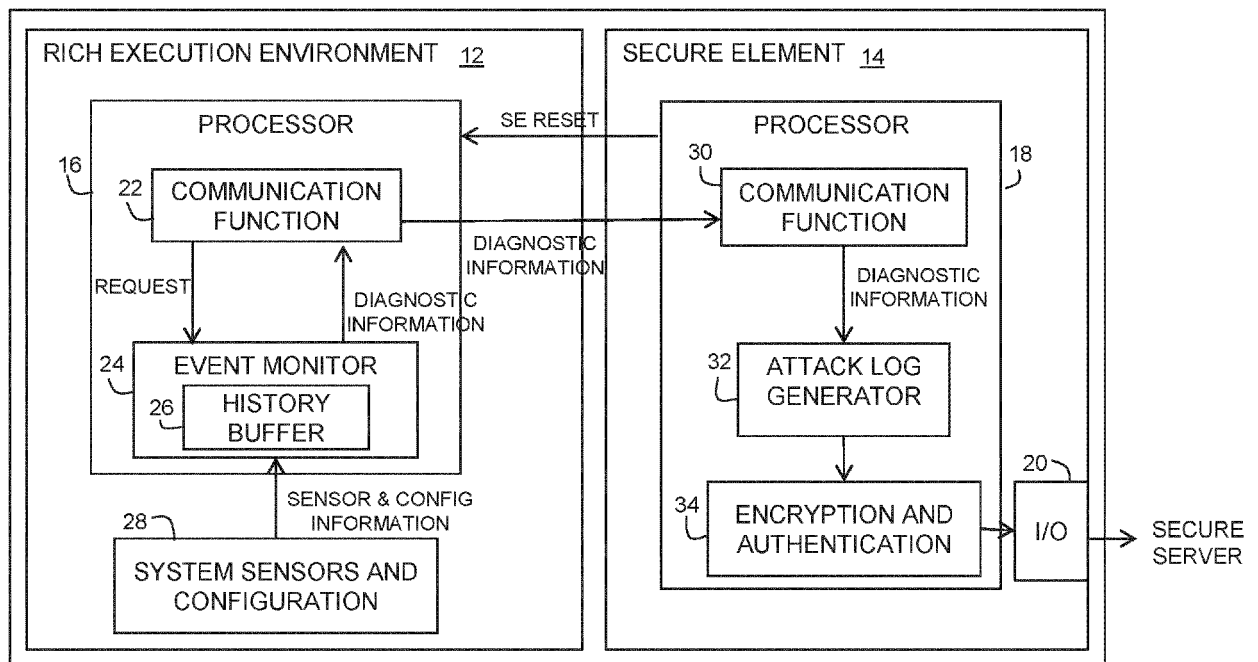 RICH EXECUTION ENVIRONMENT 12
PROCESSOR
16
22
COMMUNICATION
FUNCTION
REQUEST
DIAGNOSTIC
INFORMATION
24
EVENT MONITOR
26
HISTORY
BUFFER
SENSOR & CONFIG
INFORMATION
28
SYSTEM SENSORS AND
CONFIGURATION
SE RESET
DIAGNOSTIC
INFORMATION
SECURE ELEMENT 14
PROCESSOR
18
30
COMMUNICATION
FUNCTION
DIAGNOSTIC
INFORMATION
32
ATTACK LOG
GENERATOR
34
ENCRYPTION AND
AUTHENTICATION
20
I/O
SECURE
SERVER